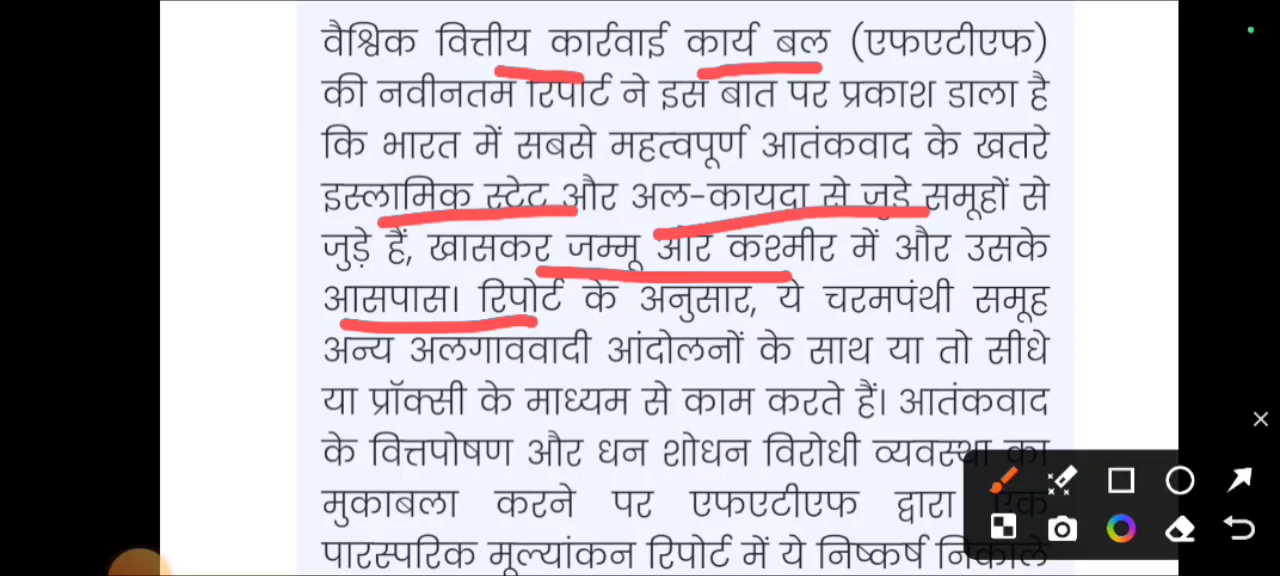 वैश्विक वित्तीय कार्रवाई कार्य बल (एफएटीएफ)
की नवीनतम रिपोर्ट ने इस बात पर प्रकाश डाला है
कि भारत में सबसे महत्वपूर्ण आतंकवाद के खतरे
इस्लामिक स्टेट और अल-कायदा से जुड़े समूहों से
जुड़े हैं, खासकर जम्मू और कश्मीर में और उसके
आसपास। रिपोर्ट के अनुसार, ये चरमपंथी समूह
अन्य अलगाववादी आंदोलनों के साथ या तो सीधे
या प्रॉक्सी के माध्यम से काम करते हैं। आतंकवाद
के वित्तपोषण और धन शोधन विरोधी व्यवस्था का
मुकाबला करने पर एफएटीएफ द्वारा एक
पारस्परिक मूल्यांकन रिपोर्ट में ये निष्कर्ष निकाले